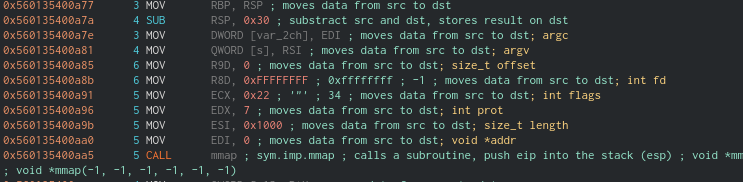 0x560135400a77 3 MOV RBP, RSP ; moves data from src to dst
0x560135400a7a 4 SUB RSP, 0x30 ; substract src and dst, stores result on dst
0x560135400a7e 3 MOV DWORD [var_2ch], EDI ; moves data from src to dst; argc
0x560135400a81 4 MOV QWORD [s], RSI ; moves data from src to dst; argv
0x560135400a85 6 MOV R9D, 0 ; moves data from src to dst; size_t offset
0x560135400a8b 6 MOV R8D, 0xFFFFFFFF ; 0xffffffff ; -1 ; moves data from src to dst; int fd
0x560135400a91 5 MOV ECX, 0x22 ; '"' ; 34 ; moves data from src to dst; int flags
0x560135400a96 5 MOV EDX, 7 ; moves data from src to dst; int prot
0x560135400a9b 5 MOV ESI, 0x1000 ; moves data from src to dst; size_t length
0x560135400aa0 5 MOV EDI, 0 ; moves data from src to dst; void *addr
0x560135400aa5 5 CALL mmap ; sym.imp.mmap ; calls a subroutine, push eip into the stack (esp) ; void *mm
; void *mmap(-1, -1, -1, -1, -1, -1)